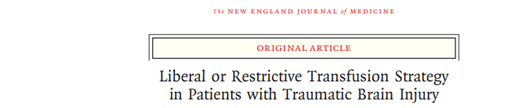 The NEW ENGLAND JOURNAL of MEDICINE
ORIGINAL ARTICLE
Liberal or Restrictive Transfusion Strategy
in Patients with Traumatic Brain Injury